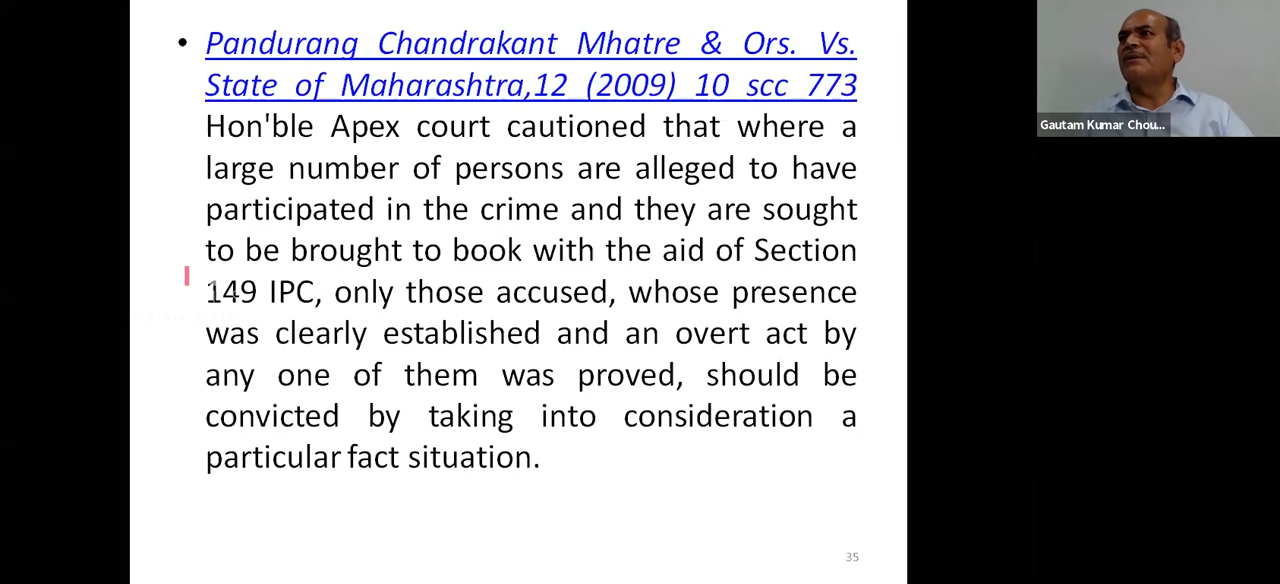 • Pandurang Chandrakant Mhatre & Ors. Vs.
State of Maharashtra,12 (2009) 10 scc 773
Hon'ble Apex court cautioned that where a
large number of persons are alleged to have
participated in the crime and they are sought
to be brought to book with the aid of Section
149 IPC, only those accused, whose presence
was clearly established and an overt act by
any one of them was proved, should be
convicted by taking into consideration a
particular fact situation.
35
Gautam Kumar Chou...